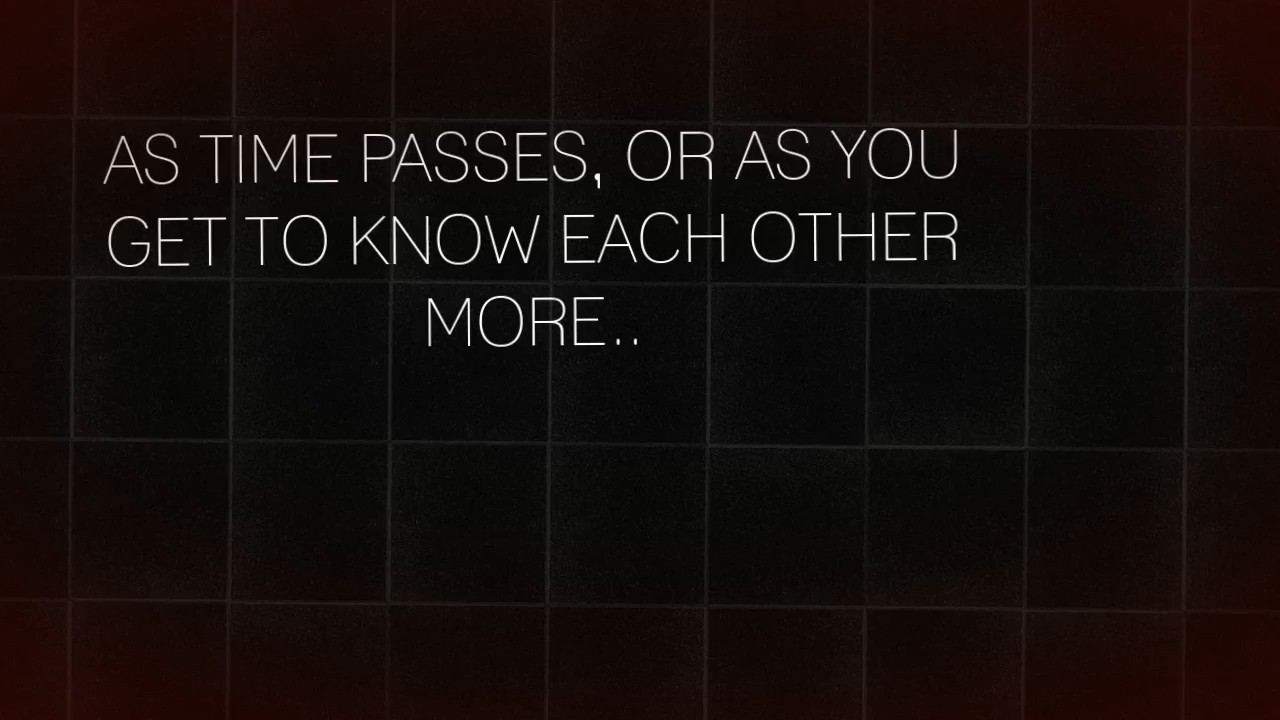 AS TIME PASSES, OR AS YOU
GET TO KNOW EACH OTHER
MORE..